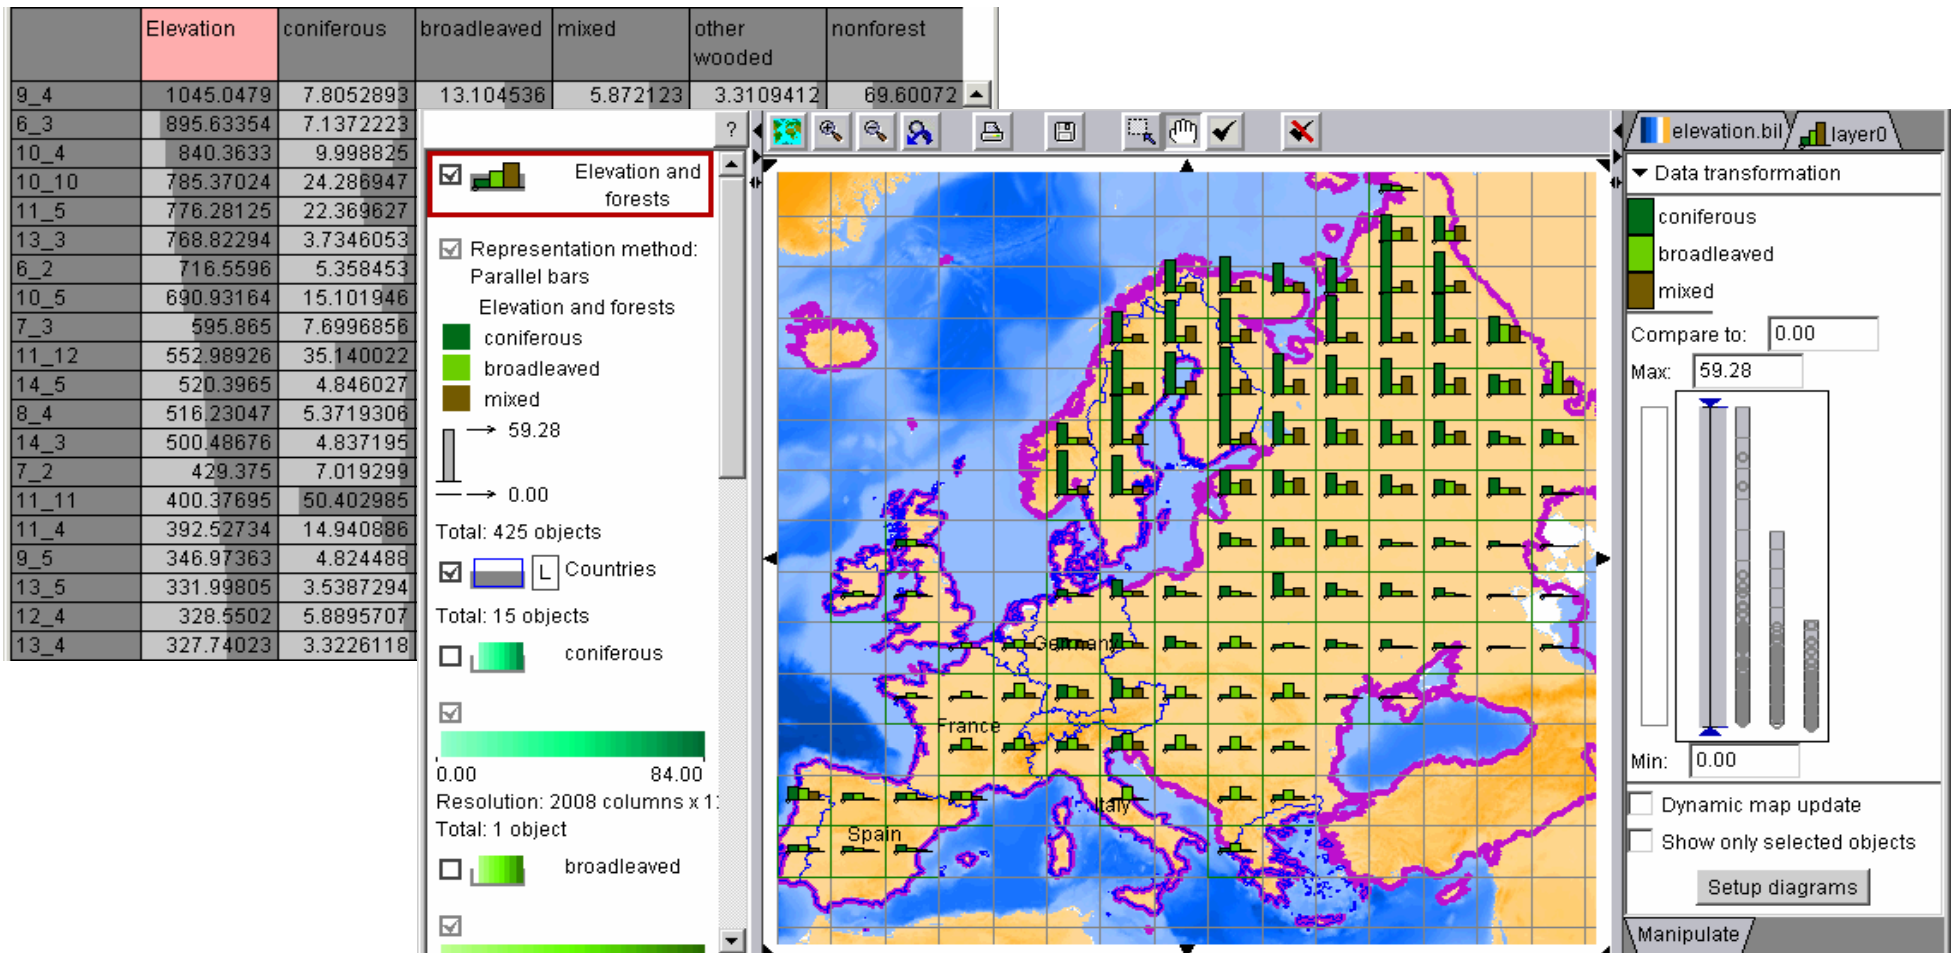 Elevation coniferous broadleaved mixed other wooded nonforest
9_4 1045.0479 7.8052893 13.104536 5.872123 3.3109412 69.60072
6_3 895.63354 7.1372223
10_4 840.3633 9.998825
10_10 785.37024 24.286947
11_5 776.28125 22.369627
13_3 768.82294 3.7346053
6_2 716.5596 5.358453
10_5 690.93164 15.101946
7_3 595.865 7.6996856
11_12 552.98926 35.140022
14_5 520.3965 4.846027
8_4 516.23047 5.3719306
14_3 500.48676 4.837195
7_2 429.375 7.019299
11_11 400.37695 50.402985
11_4 392.52734 14.940886
9_5 346.97363 4.824488
13_5 331.99805 3.5387294
12_4 328.5502 5.8895707
13_4 327.74023 3.3226118
?
Elevation and
forests
Representation method:
Parallel bars
Elevation and forests
coniferous
broadleaved
mixed
59.28
0.00
Total: 425 objects
L Countries
Total: 15 objects
coniferous
0.00 84.00
Resolution: 2008 columns x 1
Total: 1 object
broadleaved
Germany
France
Italy
Spain
elevation.bil layer0
Data transformation
coniferous
broadleaved
mixed
Compare to: 0.00
Max: 59.28
Min: 0.00
Dynamic map update
Show only selected objects
Setup diagrams
Manipulate